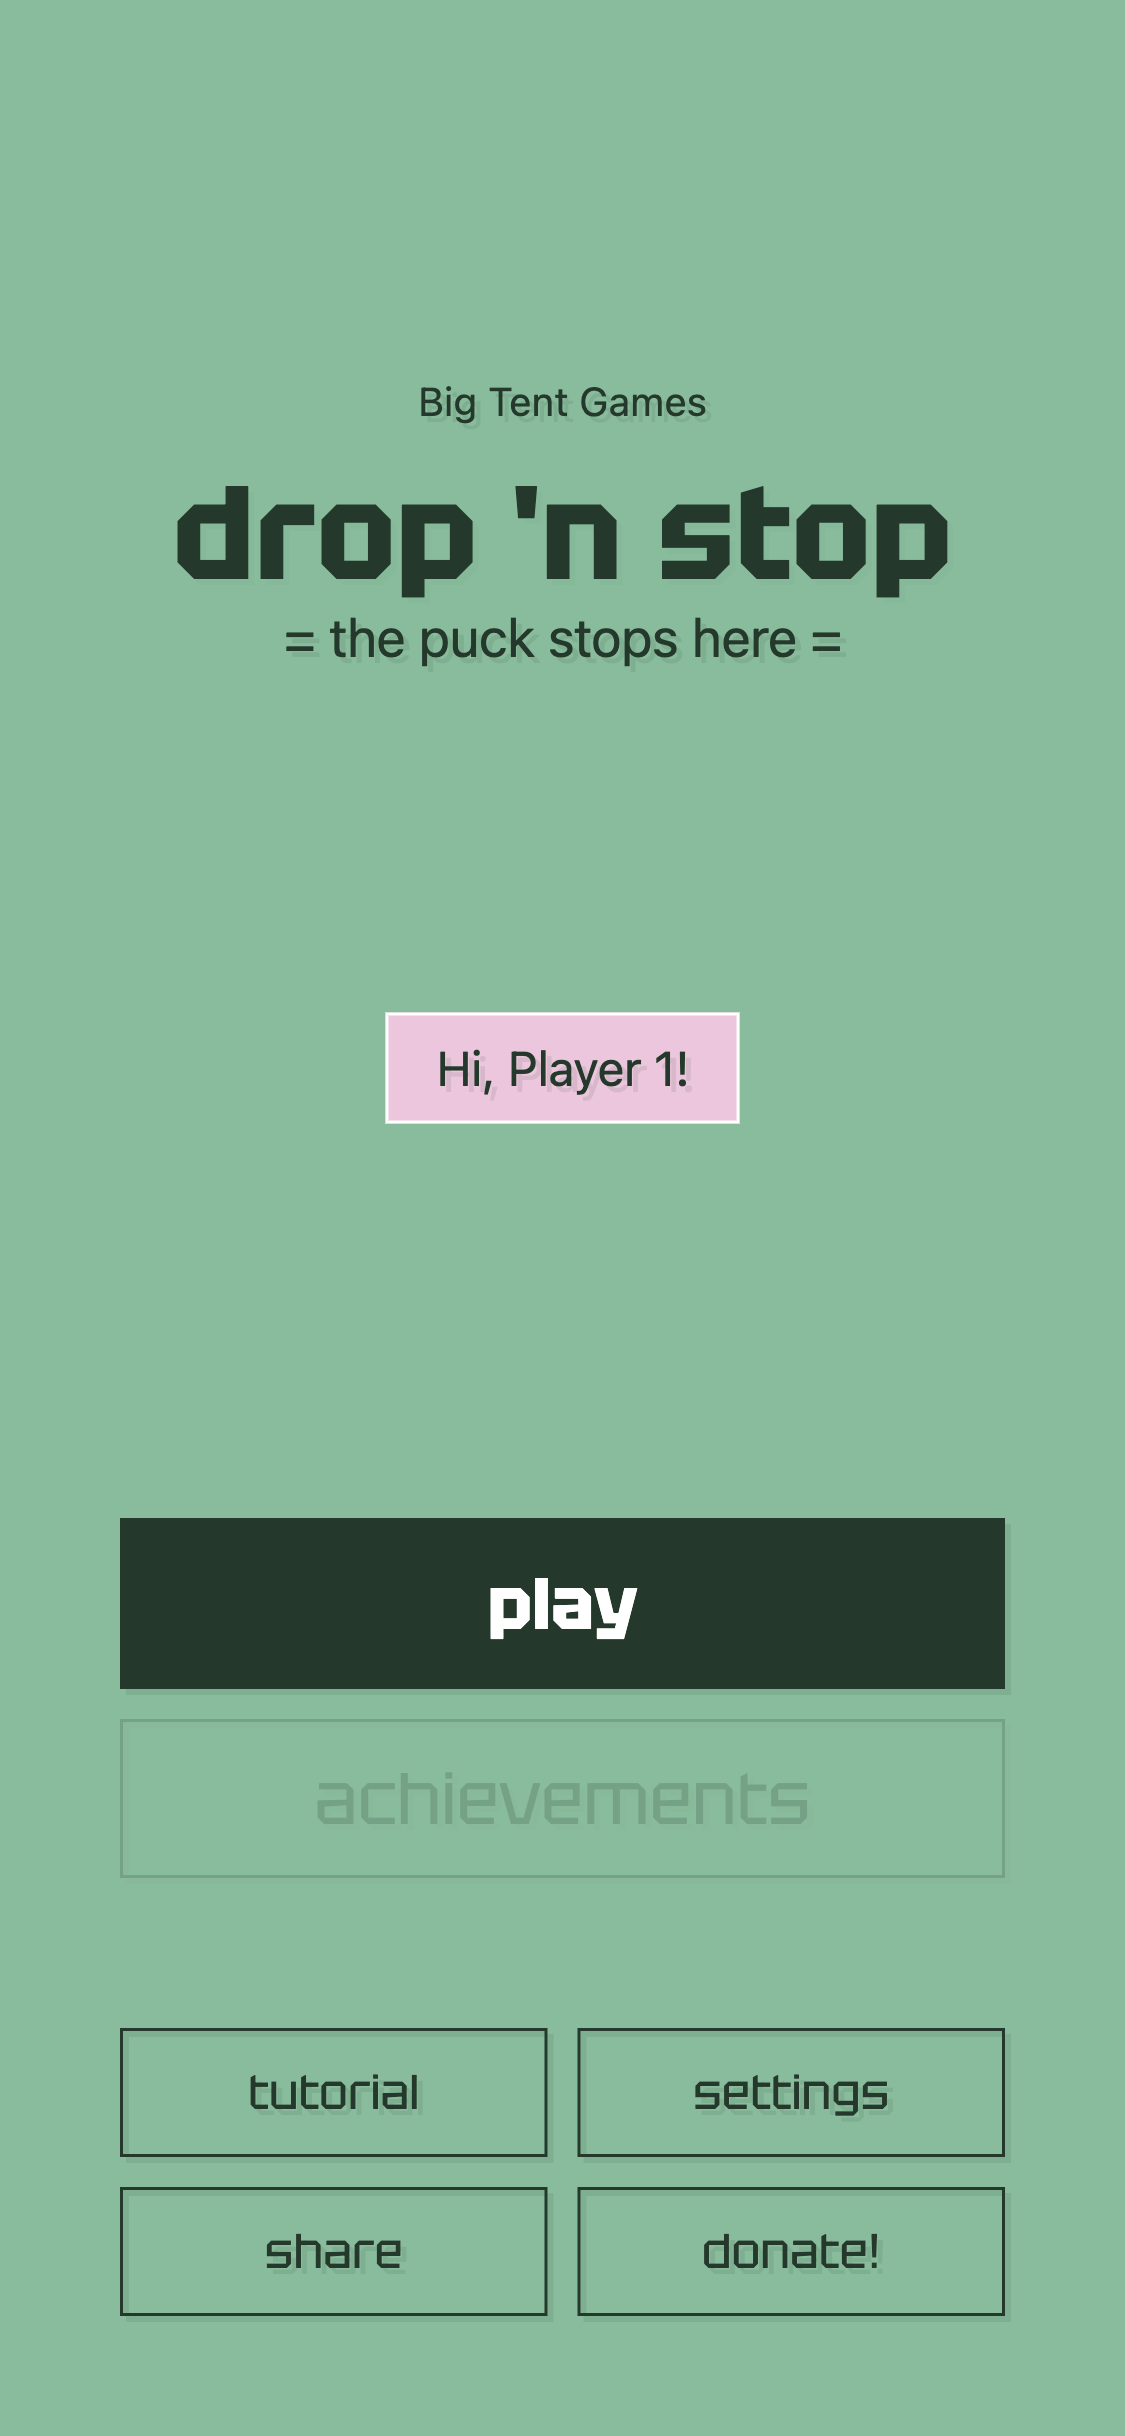 Big Tent Games
drop 'n stop
= the puck stops here =
Hi, Player 1!
play
achievements
tutorial
settings
share
donate!